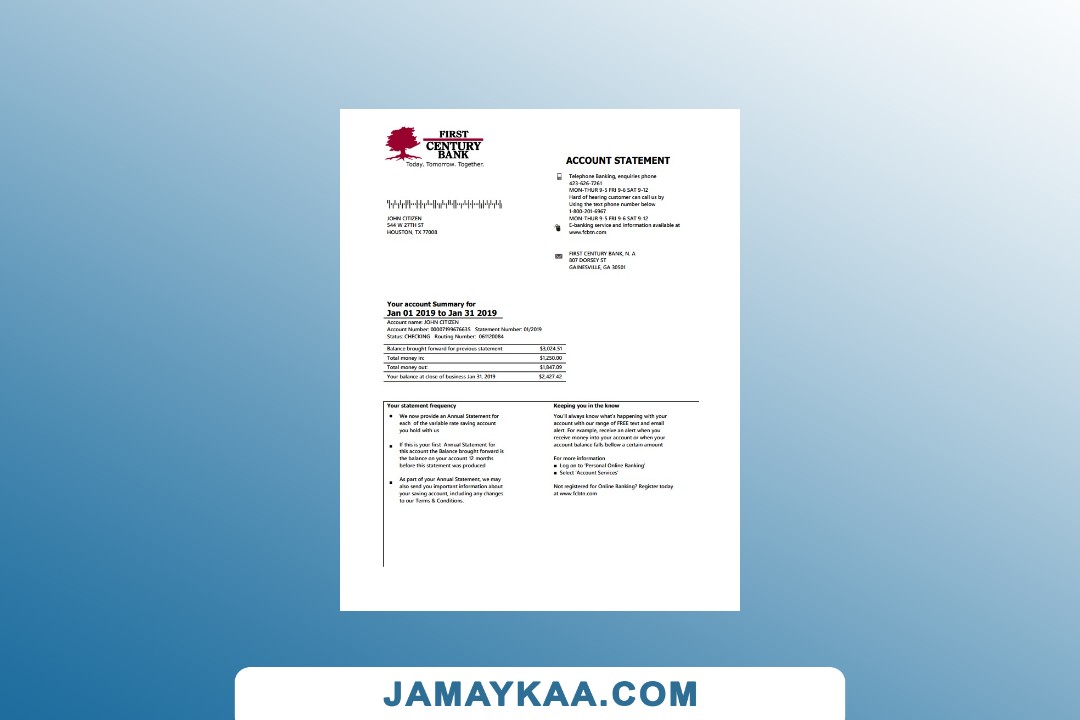 FIRST
CENTURY
BANK
Today. Tomorrow. Together.
ACCOUNT STATEMENT
Telephone Banking, enquiries phone
423-626-7261
MON-THUR 9-5 FRI 9-6 SAT 9-12
Hard of hearing customer can call us by
Using the text phone number below
1-800-201-6967
MON-THUR 9-5 FRI 9-6 SAT 9-12
E-banking service and information available at
www.fcbtn.com
JOHN CITIZEN
544 W 27TH ST
HOUSTON, TX 77008
FIRST CENTURY BANK, N. A
807 DORSEY ST
GAINESVILLE, GA 30501
Your account Summary for
Jan 01 2019 to Jan 31 2019
Account name: JOHN CITIZEN
Account Number: 00007199676635 Statement Number: 01/2019
Status: CHECKING Routing Number: 061120084
Balance brought forward for previous statement $3,024.51
Total money in: $1,250.00
Total money out: $1,847.09
Your balance at close of business Jan 31, 2019 $2,427.42
Your statement frequency
We now provide an Annual Statement for
each of the variable rate saving account
you hold with us
If this is your first Annual Statement for
this account the Balance brought forward is
the balance on your account 12 months
before this statement was produced
As part of your Annual Statement, we may
also send you important information about
your saving account, including any changes
to our Terms & Conditions.
Keeping you in the know
You'll always know what's happening with your
account with our range of FREE text and email
alert. For example, receive an alert when you
receive money into your account or when your
account balance falls bellow a certain amount
For more information
Log on to 'Personal Online Banking'
Select 'Account Services'
Not registered for Online Banking? Register today
at www.fcbtn.com
JAMAYKAA.COM